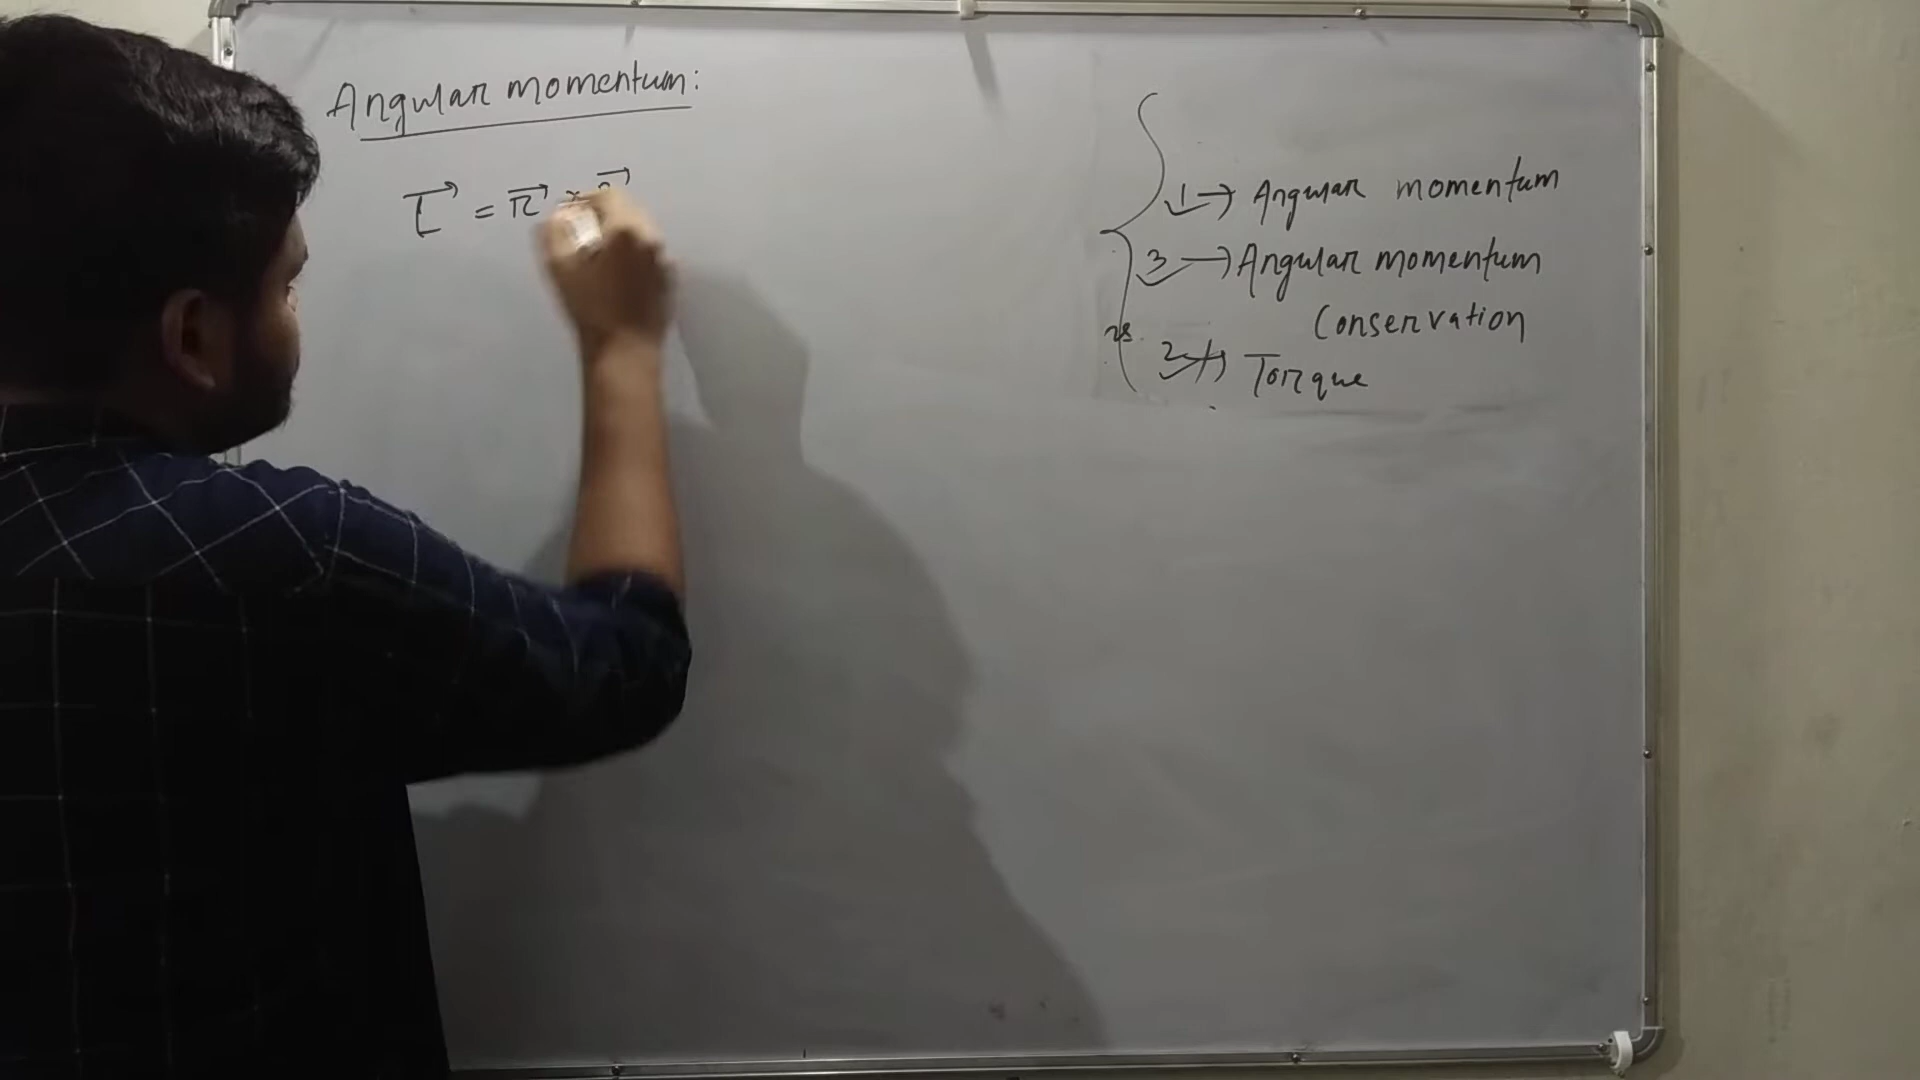 Angular momentum:
L⃗ = r⃗ ×
1 → Angular momentum
3 → Angular momentum
Conservation
2 → Torque